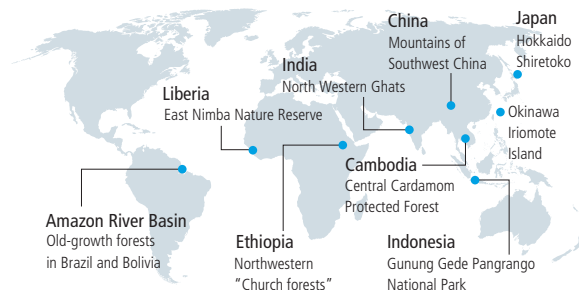 China
Mountains of
Southwest China
Japan
Hokkaido
Shiretoko
India
North Western Ghats
Liberia
East Nimba Nature Reserve
Okinawa
Iriomote
Island
Cambodia
Central Cardamom
Protected Forest
Amazon River Basin
Old-growth forests
in Brazil and Bolivia
Ethiopia
Northwestern
"Church forests"
Indonesia
Gunung Gede Pangrango
National Park